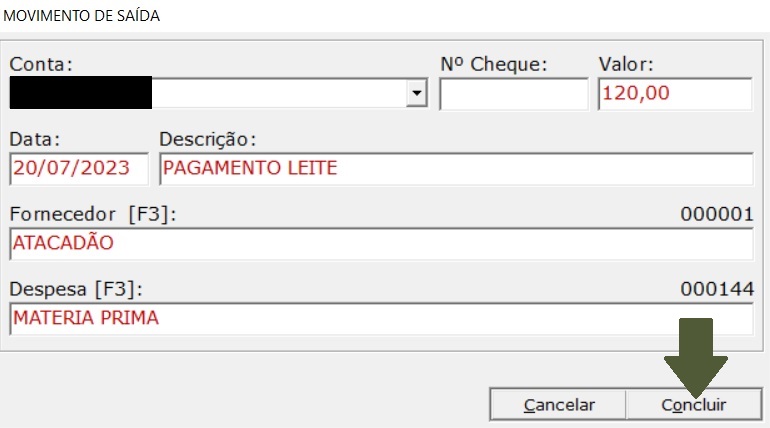 MOVIMENTO DE SAÍDA
Conta: Nº Cheque: Valor:
120,00
Data: Descrição:
20/07/2023 PAGAMENTO LEITE
Fornecedor [F3]: 000001
ATACADÃO
Despesa [F3]: 000144
MATERIA PRIMA
Cancelar Concluir